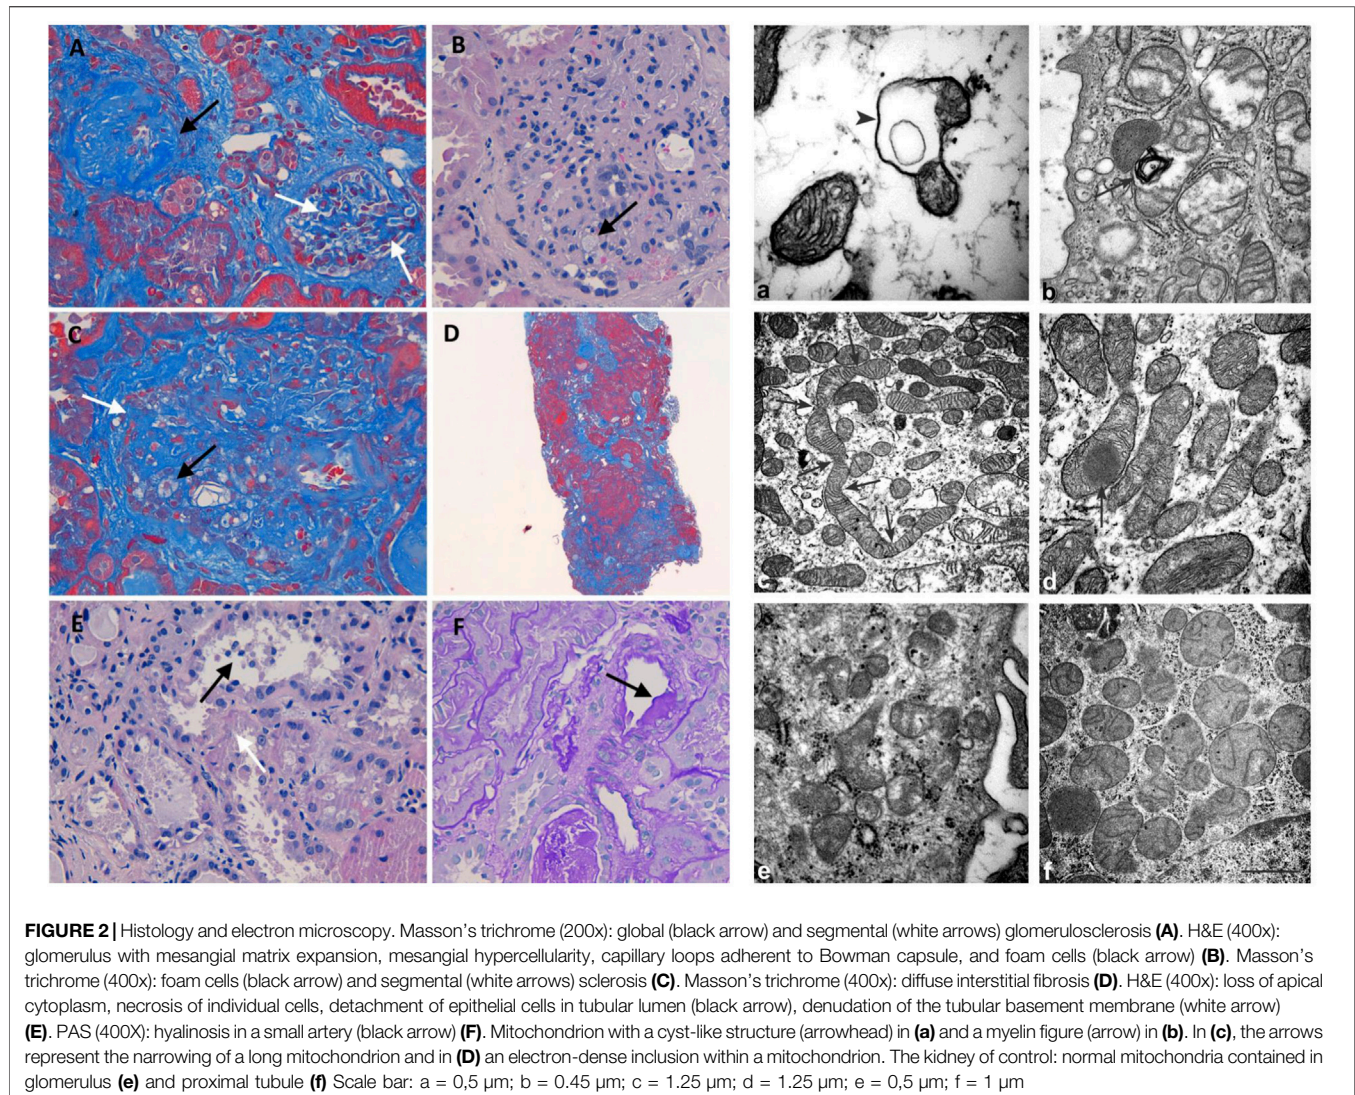 A
B
C
D
E
F
a
b
c
d
e
f
FIGURE 2 | Histology and electron microscopy. Masson's trichrome (200x): global (black arrow) and segmental (white arrows) glomerulosclerosis (A). H&E (400x):
glomerulus with mesangial matrix expansion, mesangial hypercellularity, capillary loops adherent to Bowman capsule, and foam cells (black arrow) (B). Masson's
trichrome (400x): foam cells (black arrow) and segmental (white arrows) sclerosis (C). Masson's trichrome (400x): diffuse interstitial fibrosis (D). H&E (400x): loss of apical
cytoplasm, necrosis of individual cells, detachment of epithelial cells in tubular lumen (black arrow), denudation of the tubular basement membrane (white arrow)
(E). PAS (400X): hyalinosis in a small artery (black arrow) (F). Mitochondrion with a cyst-like structure (arrowhead) in (a) and a myelin figure (arrow) in (b). In (c), the arrows
represent the narrowing of a long mitochondrion and in (D) an electron-dense inclusion within a mitochondrion. The kidney of control: normal mitochondria contained in
glomerulus (e) and proximal tubule (f) Scale bar: a = 0,5 µm; b = 0.45 µm; c = 1.25 µm; d = 1.25 µm; e = 0,5 µm; f = 1 µm